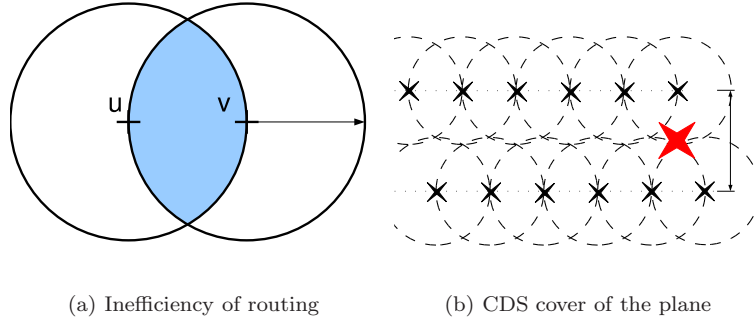 u
v
(a) Inefficiency of routing
(b) CDS cover of the plane